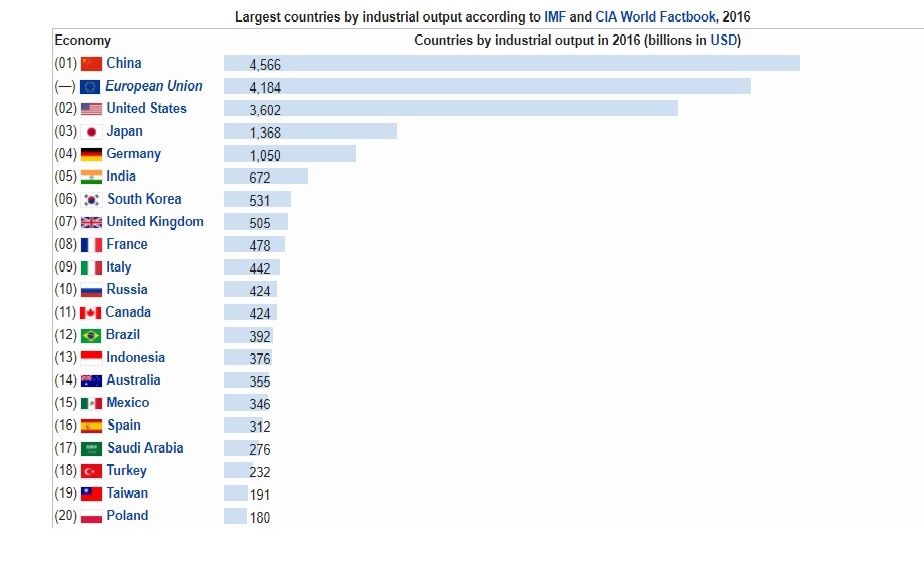 Largest countries by industrial output according to IMF and CIA World Factbook, 2016
Economy Countries by industrial output in 2016 (billions in USD)
(01) China 4,566
(—) European Union 4,184
(02) United States 3,602
(03) Japan 1,368
(04) Germany 1,050
(05) India 672
(06) South Korea 531
(07) United Kingdom 505
(08) France 478
(09) Italy 442
(10) Russia 424
(11) Canada 424
(12) Brazil 392
(13) Indonesia 376
(14) Australia 355
(15) Mexico 346
(16) Spain 312
(17) Saudi Arabia 276
(18) Turkey 232
(19) Taiwan 191
(20) Poland 180